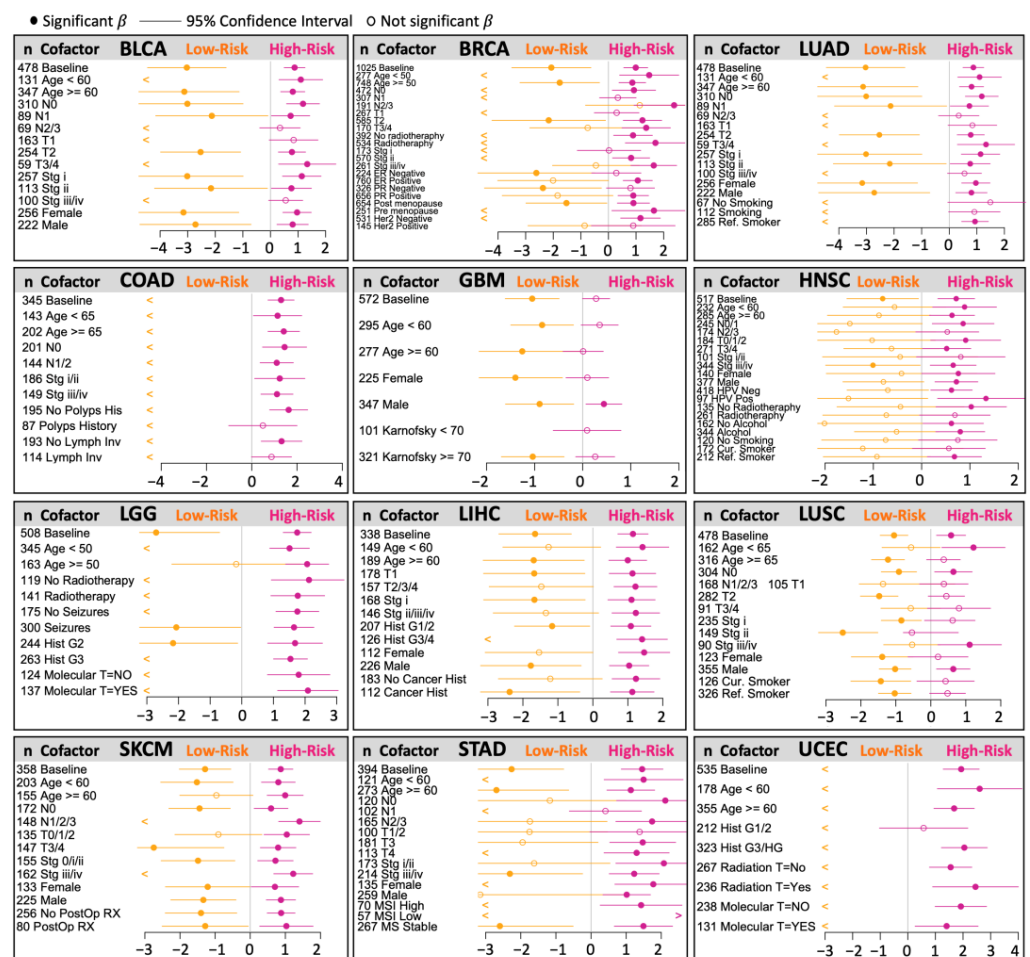 ● Significant β —— 95% Confidence Interval ○ Not significant β
n Cofactor BLCA Low-Risk High-Risk
478 Baseline
131 Age < 60
347 Age >= 60
310 N0
89 N1
69 N2/3
163 T1
254 T2
59 T3/4
257 Stg i
113 Stg ii
100 Stg iii/iv
256 Female
222 Male
−4 −3 −2 −1 0 1 2
n Cofactor BRCA Low-Risk High-Risk
1025 Baseline
277 Age < 50
748 Age >= 50
472 N0
307 N1
191 N2/3
267 T1
585 T2
170 T3/4
392 No radiotherapy
534 Radiotherapy
173 Stg i
570 Stg ii
261 Stg iii/iv
224 ER Negative
760 ER Positive
326 PR Negative
656 PR Positive
654 Post menopause
251 Pre menopause
531 Her2 Negative
145 Her2 Positive
−4 −3 −2 −1 0 1 2
n Cofactor LUAD Low-Risk High-Risk
478 Baseline
131 Age < 60
347 Age >= 60
310 N0
89 N1
69 N2/3
163 T1
254 T2
59 T3/4
257 Stg i
113 Stg ii
100 Stg iii/iv
256 Female
222 Male
67 No Smoking
112 Smoking
285 Ref. Smoker
−4 −3 −2 −1 0 1 2
n Cofactor COAD Low-Risk High-Risk
345 Baseline
143 Age < 65
202 Age >= 65
201 N0
144 N1/2
186 Stg i/ii
149 Stg iii/iv
195 No Polyps His
87 Polyps History
193 No Lymph Inv
114 Lymph Inv
−4 −2 0 2 4
n Cofactor GBM Low-Risk High-Risk
572 Baseline
295 Age < 60
277 Age >= 60
225 Female
347 Male
101 Karnofsky < 70
321 Karnofsky >= 70
−2 −1 0 1 2
n Cofactor HNSC Low-Risk High-Risk
517 Baseline
232 Age < 60
285 Age >= 60
245 N0/1
174 N2/3
184 T0/1/2
271 T3/4
101 Stg i/ii
344 Stg iii/iv
140 Female
377 Male
418 HPV Neg
97 HPV Pos
135 No Radiotheraphy
261 Radiotheraphy
162 No Alcohol
344 Alcohol
120 No Smoking
172 Cur. Smoker
212 Ref. Smoker
−2 −1 0 1 2
n Cofactor LGG Low-Risk High-Risk
508 Baseline
345 Age < 50
163 Age >= 50
119 No Radiotherapy
141 Radiotherapy
175 No Seizures
300 Seizures
244 Hist G2
263 Hist G3
124 Molecular T=NO
137 Molecular T=YES
−3 −2 −1 0 1 2 3
n Cofactor LIHC Low-Risk High-Risk
338 Baseline
149 Age < 60
189 Age >= 60
178 T1
157 T2/3/4
168 Stg i
146 Stg ii/iii/iv
207 Hist G1/2
126 Hist G3/4
112 Female
226 Male
183 No Cancer Hist
112 Cancer Hist
−3 −2 −1 0 1 2
n Cofactor LUSC Low-Risk High-Risk
478 Baseline
162 Age < 65
316 Age >= 65
304 N0
168 N1/2/3 105 T1
282 T2
91 T3/4
235 Stg i
149 Stg ii
90 Stg iii/iv
123 Female
355 Male
126 Cur. Smoker
326 Ref. Smoker
−3 −2 −1 0 1 2
n Cofactor SKCM Low-Risk High-Risk
358 Baseline
203 Age < 60
155 Age >= 60
172 N0
148 N1/2/3
135 T0/1/2
147 T3/4
155 Stg 0/i/ii
162 Stg iii/iv
133 Female
225 Male
256 No PostOp RX
80 PostOp RX
−3 −2 −1 0 1 2
n Cofactor STAD Low-Risk High-Risk
394 Baseline
121 Age < 60
273 Age >= 60
120 N0
102 N1
165 N2/3
100 T1/2
181 T3
113 T4
173 Stg i/ii
214 Stg iii/iv
135 Female
259 Male
70 MSI High
57 MSI Low
267 MS Stable
−3 −2 −1 0 1 2
n Cofactor UCEC Low-Risk High-Risk
535 Baseline
178 Age < 60
355 Age >= 60
212 Hist G1/2
323 Hist G3/HG
267 Radiation T=No
236 Radiation T=Yes
238 Molecular T=NO
131 Molecular T=YES
−3 −2 −1 0 1 2 3 4